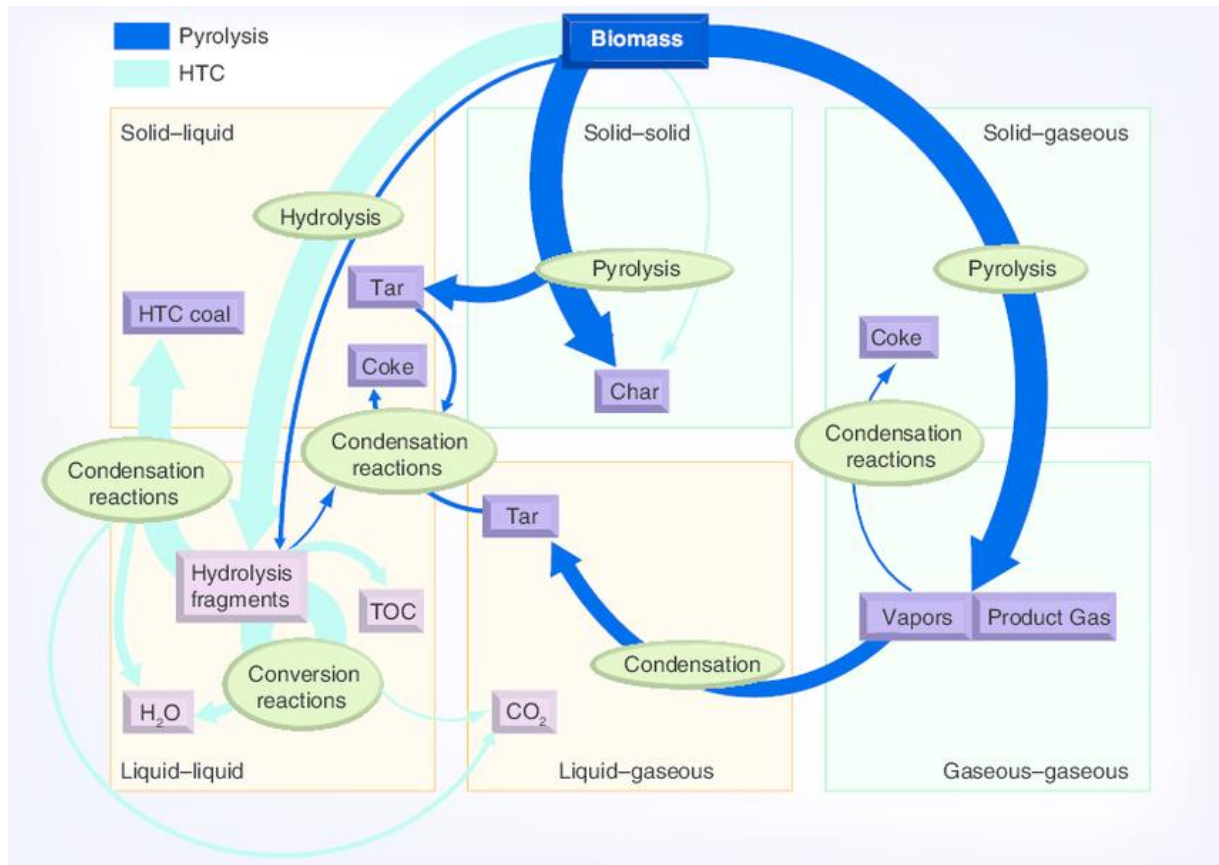 Pyrolysis
HTC
Biomass
Solid–liquid
Solid–solid
Solid–gaseous
Hydrolysis
Pyrolysis
Pyrolysis
Tar
HTC coal
Coke
Char
Coke
Condensation
reactions
Condensation
reactions
Condensation
reactions
Tar
Hydrolysis
fragments
TOC
Vapors
Product Gas
Condensation
Conversion
reactions
H₂O
CO₂
Liquid–liquid
Liquid–gaseous
Gaseous–gaseous